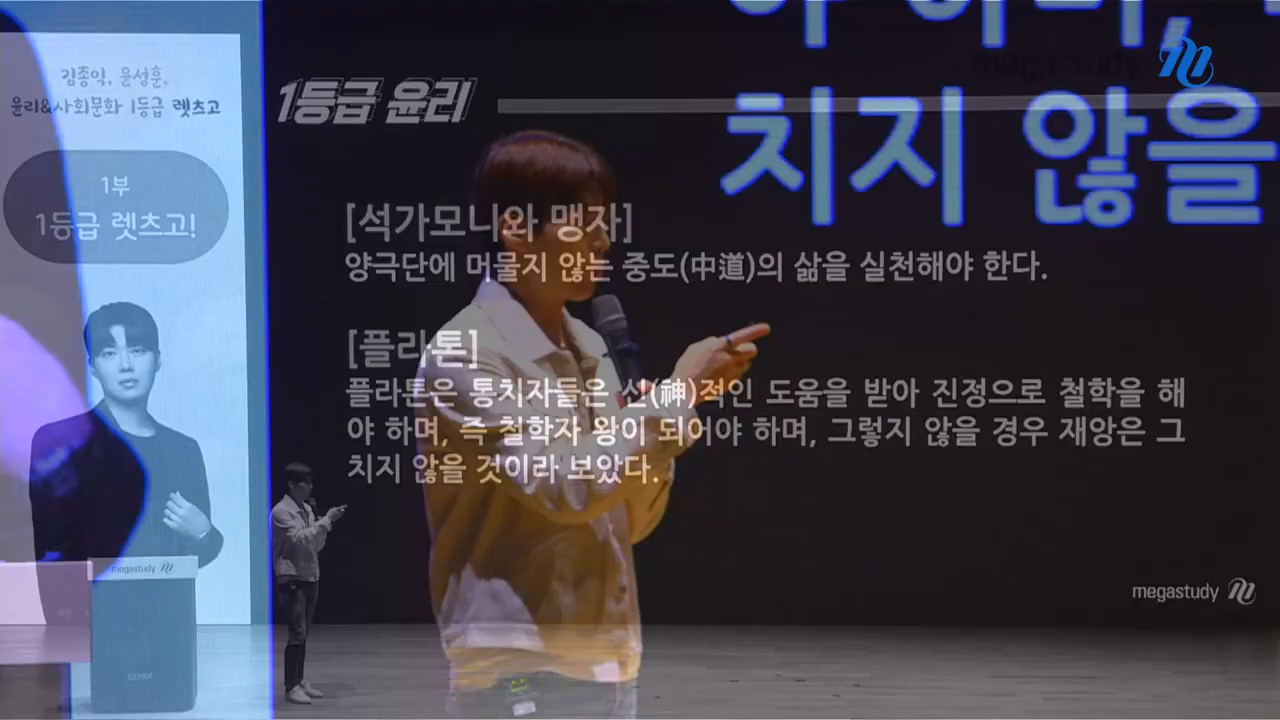 김종익, 윤성훈,
윤리&사회문화 1등급 렛츠고
1부
1등급 렛츠고!
megastudy
1등급 윤리
megastudy
치지 않을
[석가모니와 맹자]
양극단에 머물지 않는 중도(中道)의 삶을 실천해야 한다.
[플라톤]
플라톤은 통치자들은 신(神)적인 도움을 받아 진정으로 철학을 해
야 하며, 즉 철학자 왕이 되어야 하며, 그렇지 않을 경우 재앙은 그
치지 않을 것이라 보았다.
megastudy